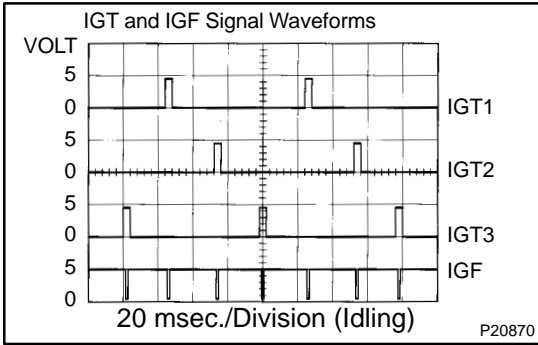 IGT and IGF Signal Waveforms
VOLT
5
0
IGT1
5
0
IGT2
5
0
IGT3
5
0
IGF
20 msec./Division (Idling)
P20870